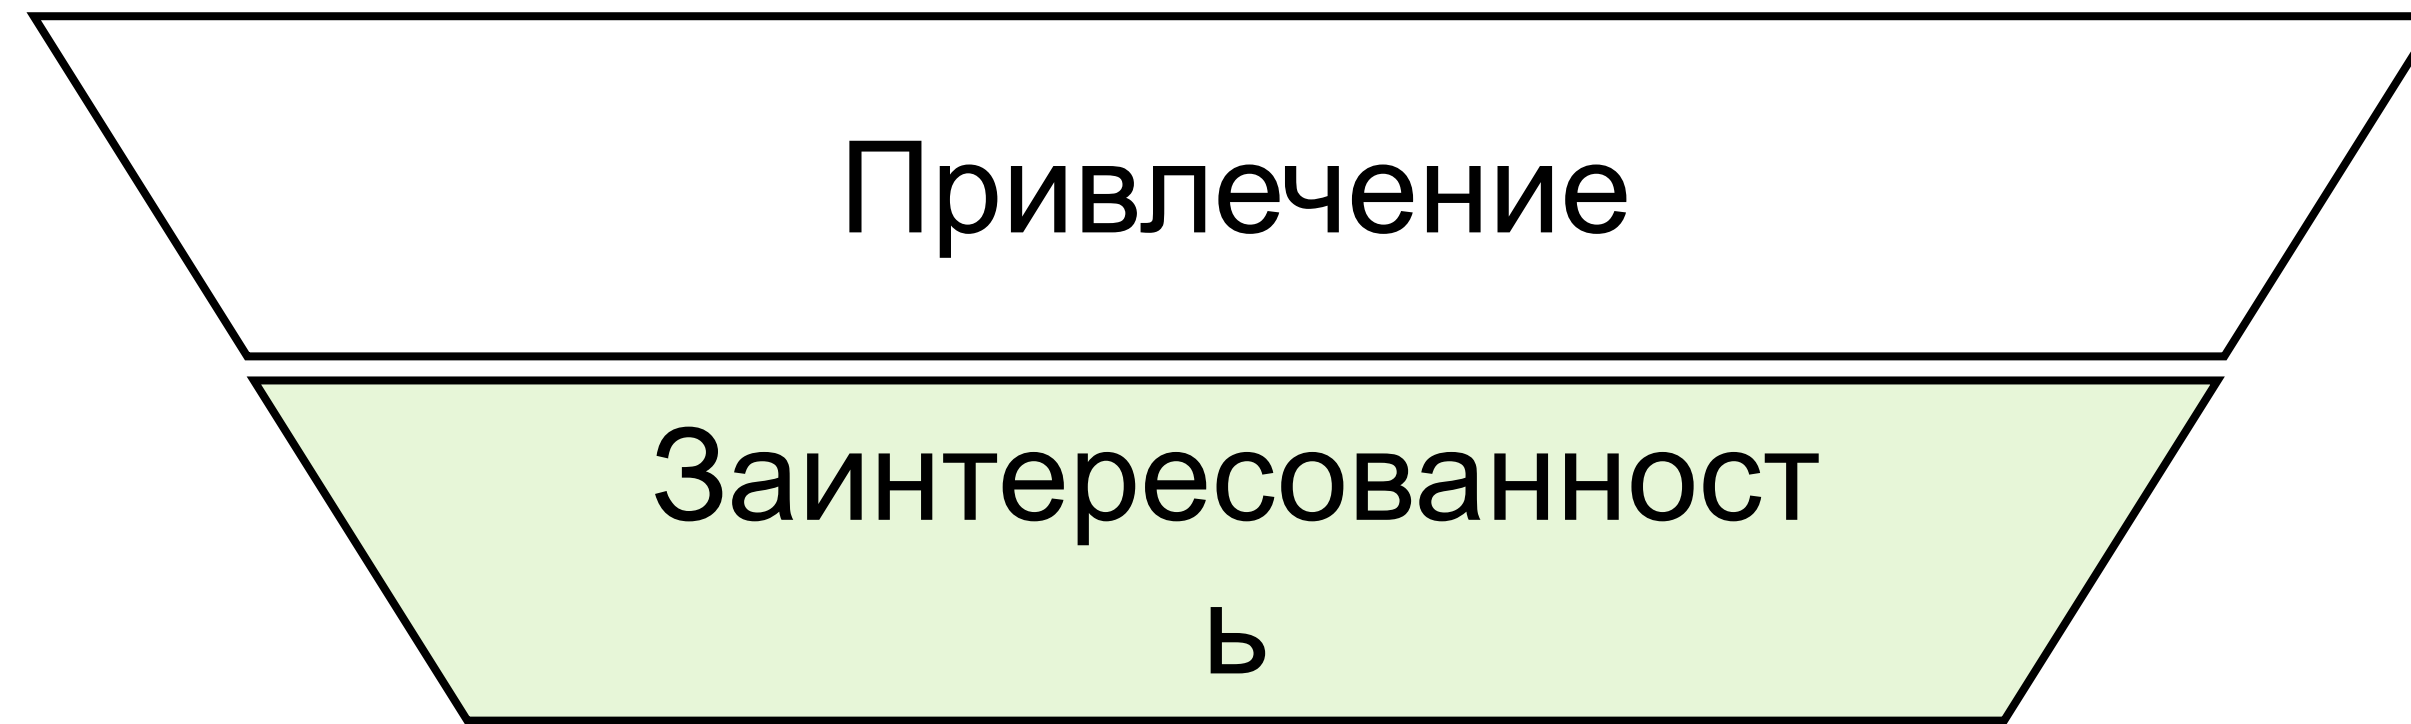 Привлечение
Заинтересованност
ь